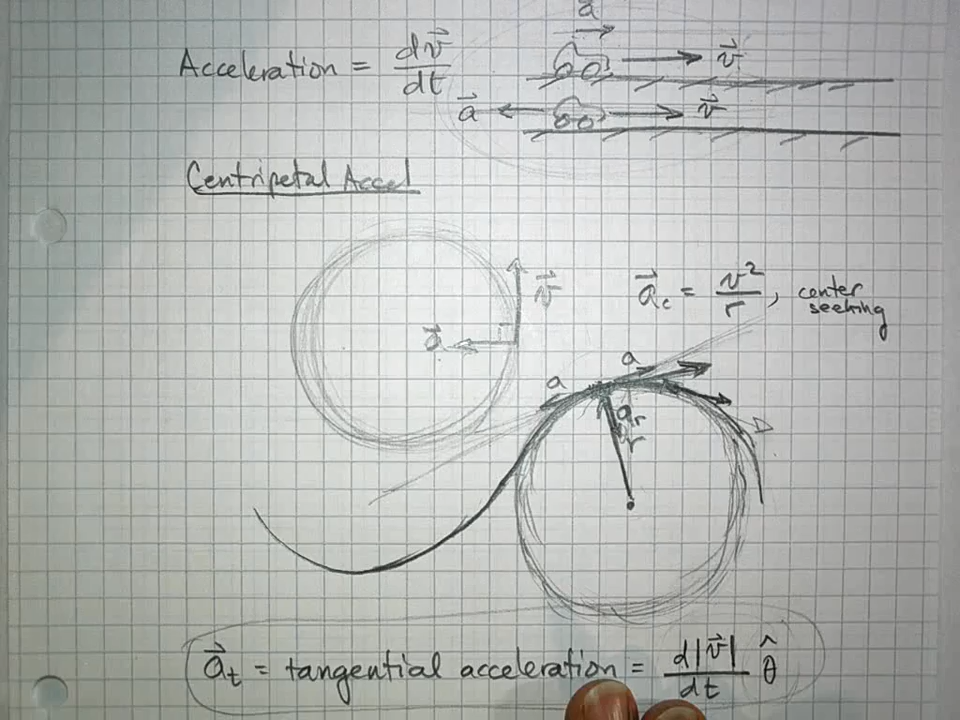 Acceleration = dv⃗/dt
a⃗
v⃗
a⃗
v⃗
Centripetal Accel
v⃗
a⃗
a⃗c = v²/r, center seeking
a
a
ar
r
a⃗t = tangential acceleration = d|v⃗|/dt θ̂